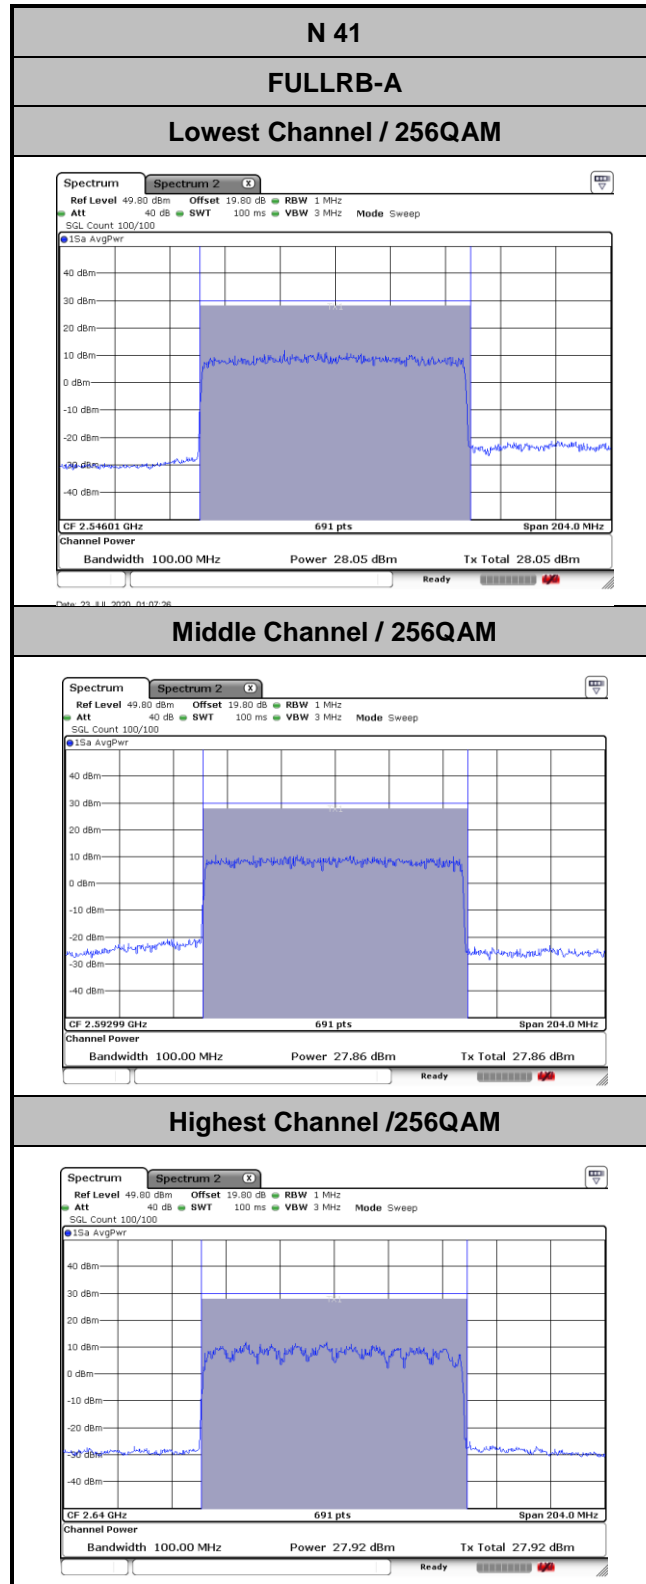 N 41
FULLRB-A
Lowest Channel / 256QAM
Spectrum Spectrum 2 X
Ref Level 49.80 dBm Offset 19.80 dB RBW 1 MHz
Att 40 dB SWT 100 ms VBW 3 MHz Mode Sweep
SGL Count 100/100
1Sa AvgPwr
40 dBm
30 dBm
20 dBm
10 dBm
0 dBm
-10 dBm
-20 dBm
-30 dBm
-40 dBm
CF 2.54601 GHz 691 pts Span 204.0 MHz
Channel Power
Bandwidth 100.00 MHz Power 28.05 dBm Tx Total 28.05 dBm
Ready
Date: 23 JUL 2020 01:07:26
Middle Channel / 256QAM
Spectrum Spectrum 2 X
Ref Level 49.80 dBm Offset 19.80 dB RBW 1 MHz
Att 40 dB SWT 100 ms VBW 3 MHz Mode Sweep
SGL Count 100/100
1Sa AvgPwr
40 dBm
30 dBm
20 dBm
10 dBm
0 dBm
-10 dBm
-20 dBm
-30 dBm
-40 dBm
CF 2.59299 GHz 691 pts Span 204.0 MHz
Channel Power
Bandwidth 100.00 MHz Power 27.86 dBm Tx Total 27.86 dBm
Ready
Highest Channel /256QAM
Spectrum Spectrum 2 X
Ref Level 49.80 dBm Offset 19.80 dB RBW 1 MHz
Att 40 dB SWT 100 ms VBW 3 MHz Mode Sweep
SGL Count 100/100
1Sa AvgPwr
40 dBm
30 dBm
20 dBm
10 dBm
0 dBm
-10 dBm
-20 dBm
-30 dBm
-40 dBm
CF 2.64 GHz 691 pts Span 204.0 MHz
Channel Power
Bandwidth 100.00 MHz Power 27.92 dBm Tx Total 27.92 dBm
Ready